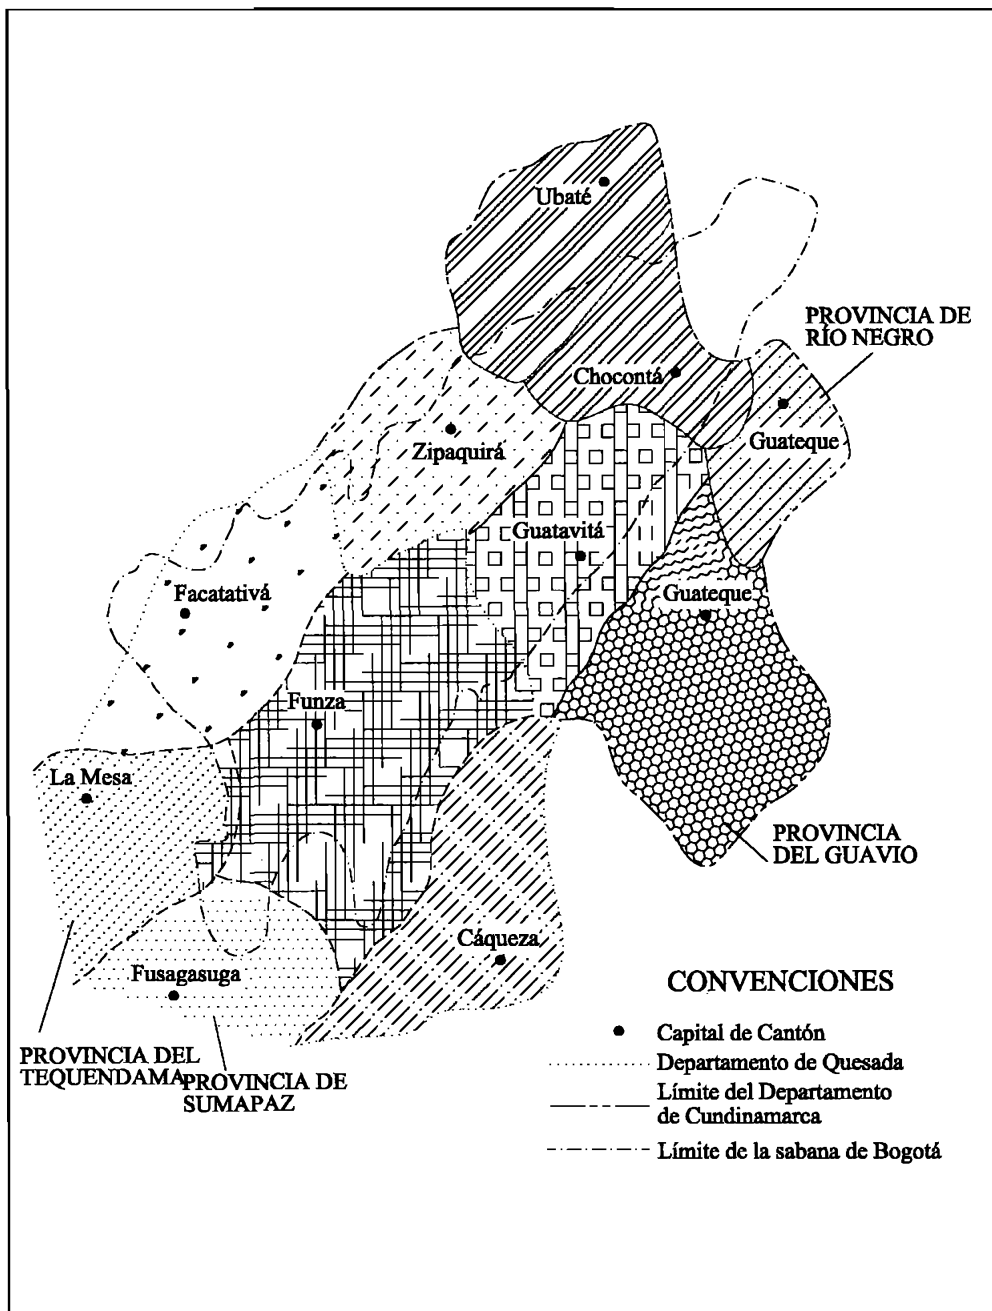 Ubaté
PROVINCIA DE
RÍO NEGRO
Chocontá
Guateque
Zipaquirá
Guatavitá
Facatativá
Guateque
Funza
La Mesa
PROVINCIA
DEL GUAVIO
Cáqueza
Fusagasuga
PROVINCIA DEL
TEQUENDAMA
PROVINCIA DE
SUMAPAZ
CONVENCIONES
Capital de Cantón
Departamento de Quesada
Límite del Departamento
de Cundinamarca
Límite de la sabana de Bogotá